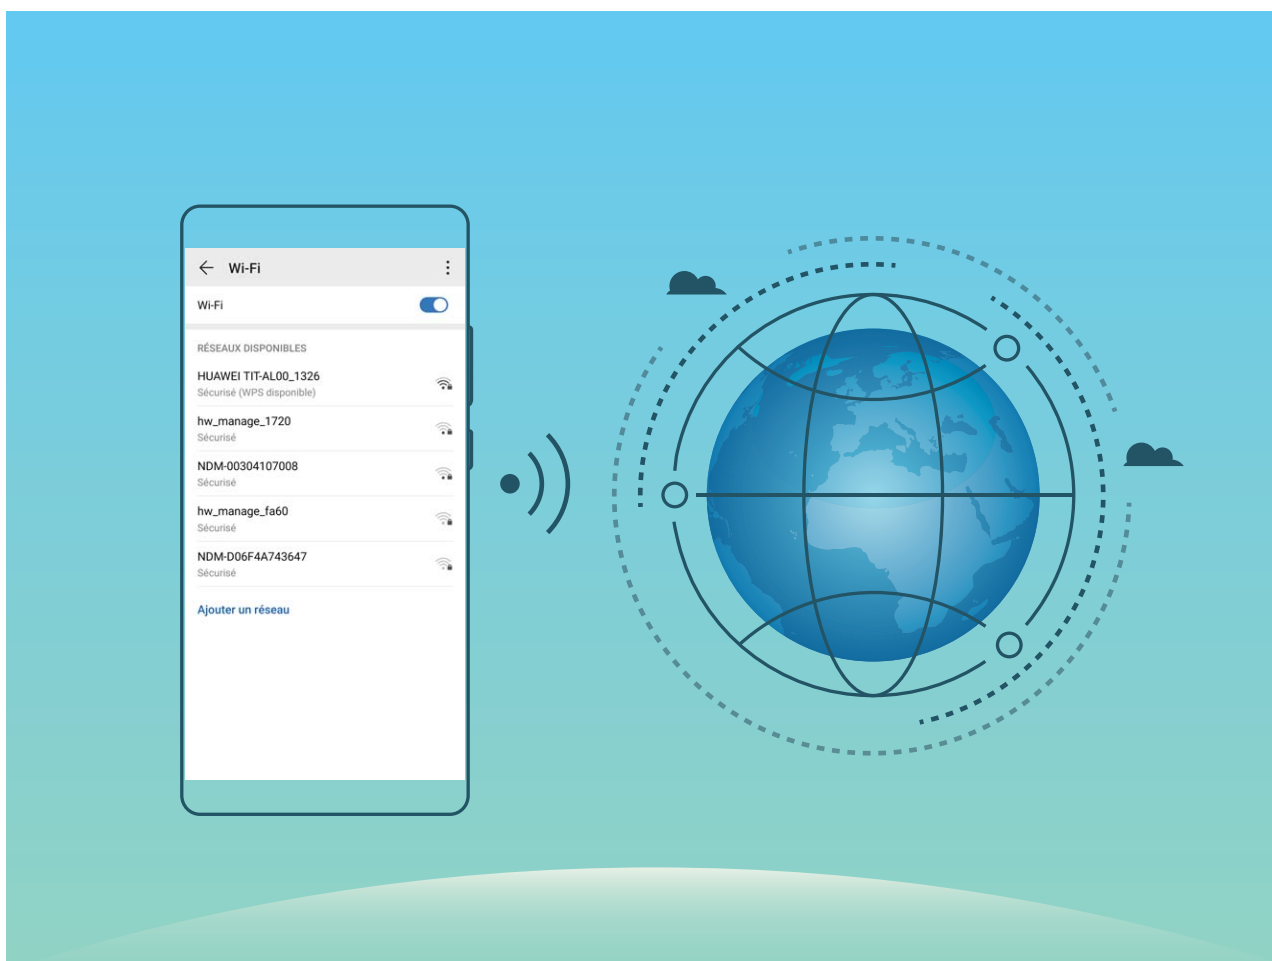 Wi-Fi
Wi-Fi
RÉSEAUX DISPONIBLES
HUAWEI TIT-AL00_1326
Sécurisé (WPS disponible)
hw_manage_1720
Sécurisé
NDM-00304107008
Sécurisé
hw_manage_fa60
Sécurisé
NDM-D06F4A743647
Sécurisé
Ajouter un réseau